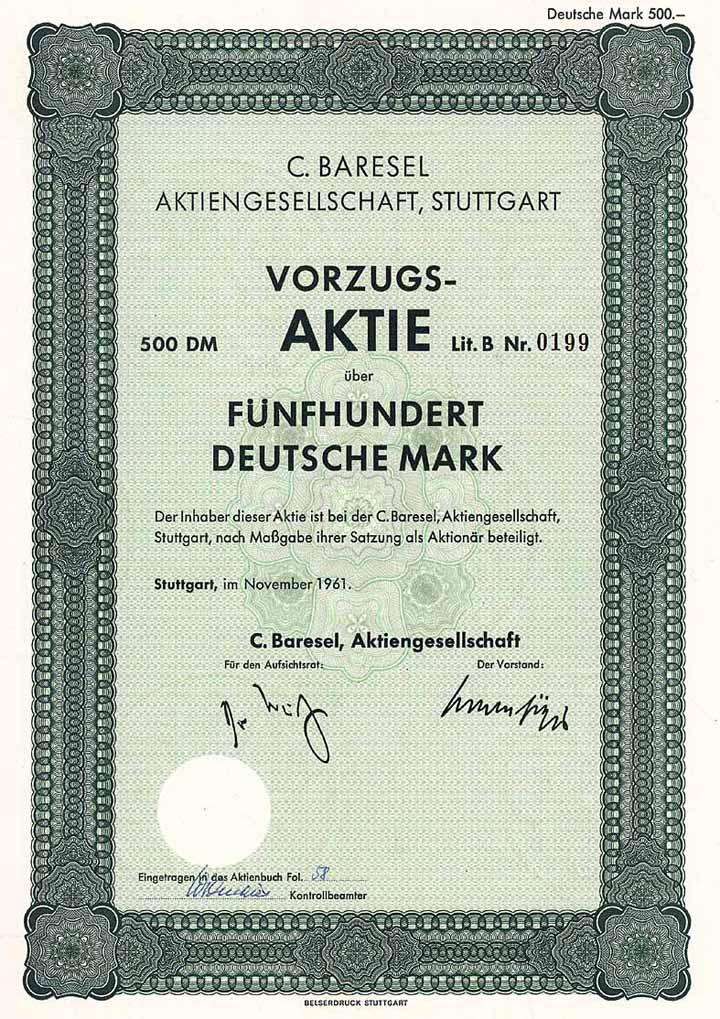 Deutsche Mark 500.–
C. BARESEL
AKTIENGESELLSCHAFT, STUTTGART
VORZUGS-
500 DM AKTIE Lit. B Nr. 0199
über
FÜNFHUNDERT
DEUTSCHE MARK
Der Inhaber dieser Aktie ist bei der C. Baresel, Aktiengesellschaft,
Stuttgart, nach Maßgabe ihrer Satzung als Aktionär beteiligt.
Stuttgart, im November 1961.
C. Baresel, Aktiengesellschaft
Für den Aufsichtsrat: Der Vorstand:
Eingetragen in das Aktienbuch Fol. 58
Kontrollbeamter
BELSERDRUCK STUTTGART